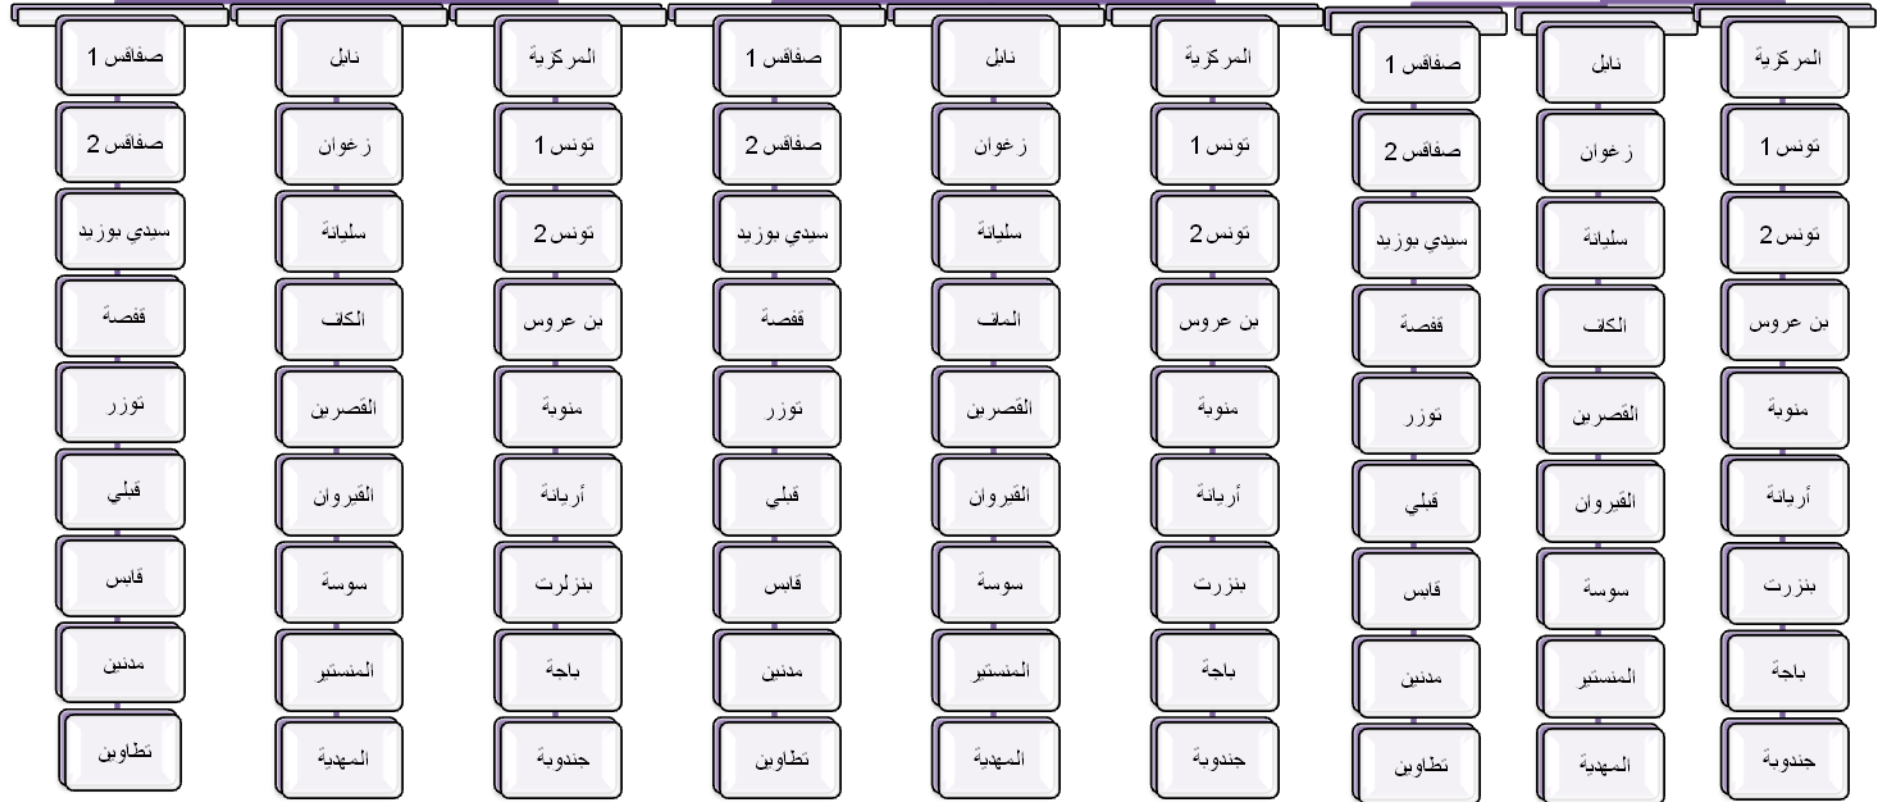 المركزية
تونس 1
تونس 2
بن عروس
منوبة
أريانة
بنزرت
باجة
جندوبة
نابل
زغوان
سليانة
الكاف
القصرين
القيروان
سوسة
المنستير
المهدية
صفاقس 1
صفاقس 2
سيدي بوزيد
قفصة
توزر
قبلي
قابس
مدنين
تطاوين
المركزية
تونس 1
تونس 2
بن عروس
منوبة
أريانة
بنزرت
باجة
جندوبة
نابل
زغوان
سليانة
الماف
القصرين
القيروان
سوسة
المنستير
المهدية
صفاقس 1
صفاقس 2
سيدي بوزيد
قفصة
توزر
قبلي
قابس
مدنين
تطاوين
المركزية
تونس 1
تونس 2
بن عروس
منوبة
أريانة
بنزلرت
باجة
جندوبة
نابل
زغوان
سليانة
الكاف
القصرين
القيروان
سوسة
المنستير
المهدية
صفاقس 1
صفاقس 2
سيدي بوزيد
قفصة
توزر
قبلي
قابس
مدنين
تطاوين